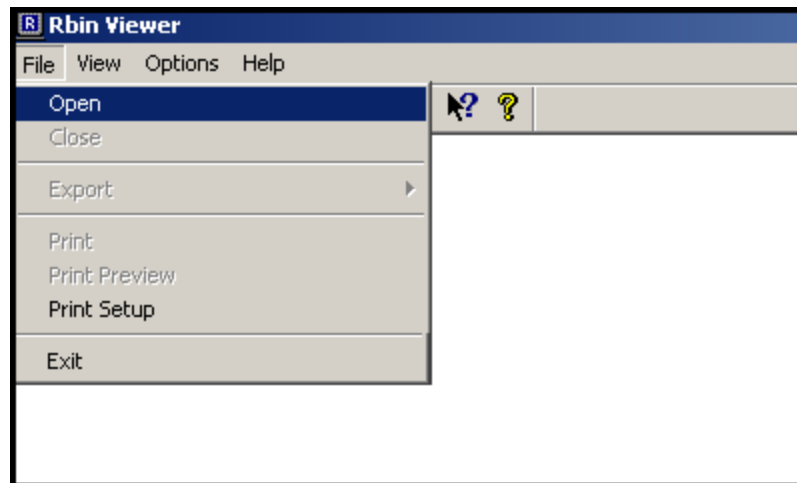 R Rbin Viewer
File View Options Help
Open
Close
Export
Print
Print Preview
Print Setup
Exit